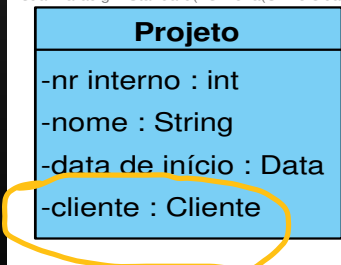 Projeto
-nr interno : int
-nome : String
-data de início : Data
-cliente : Cliente